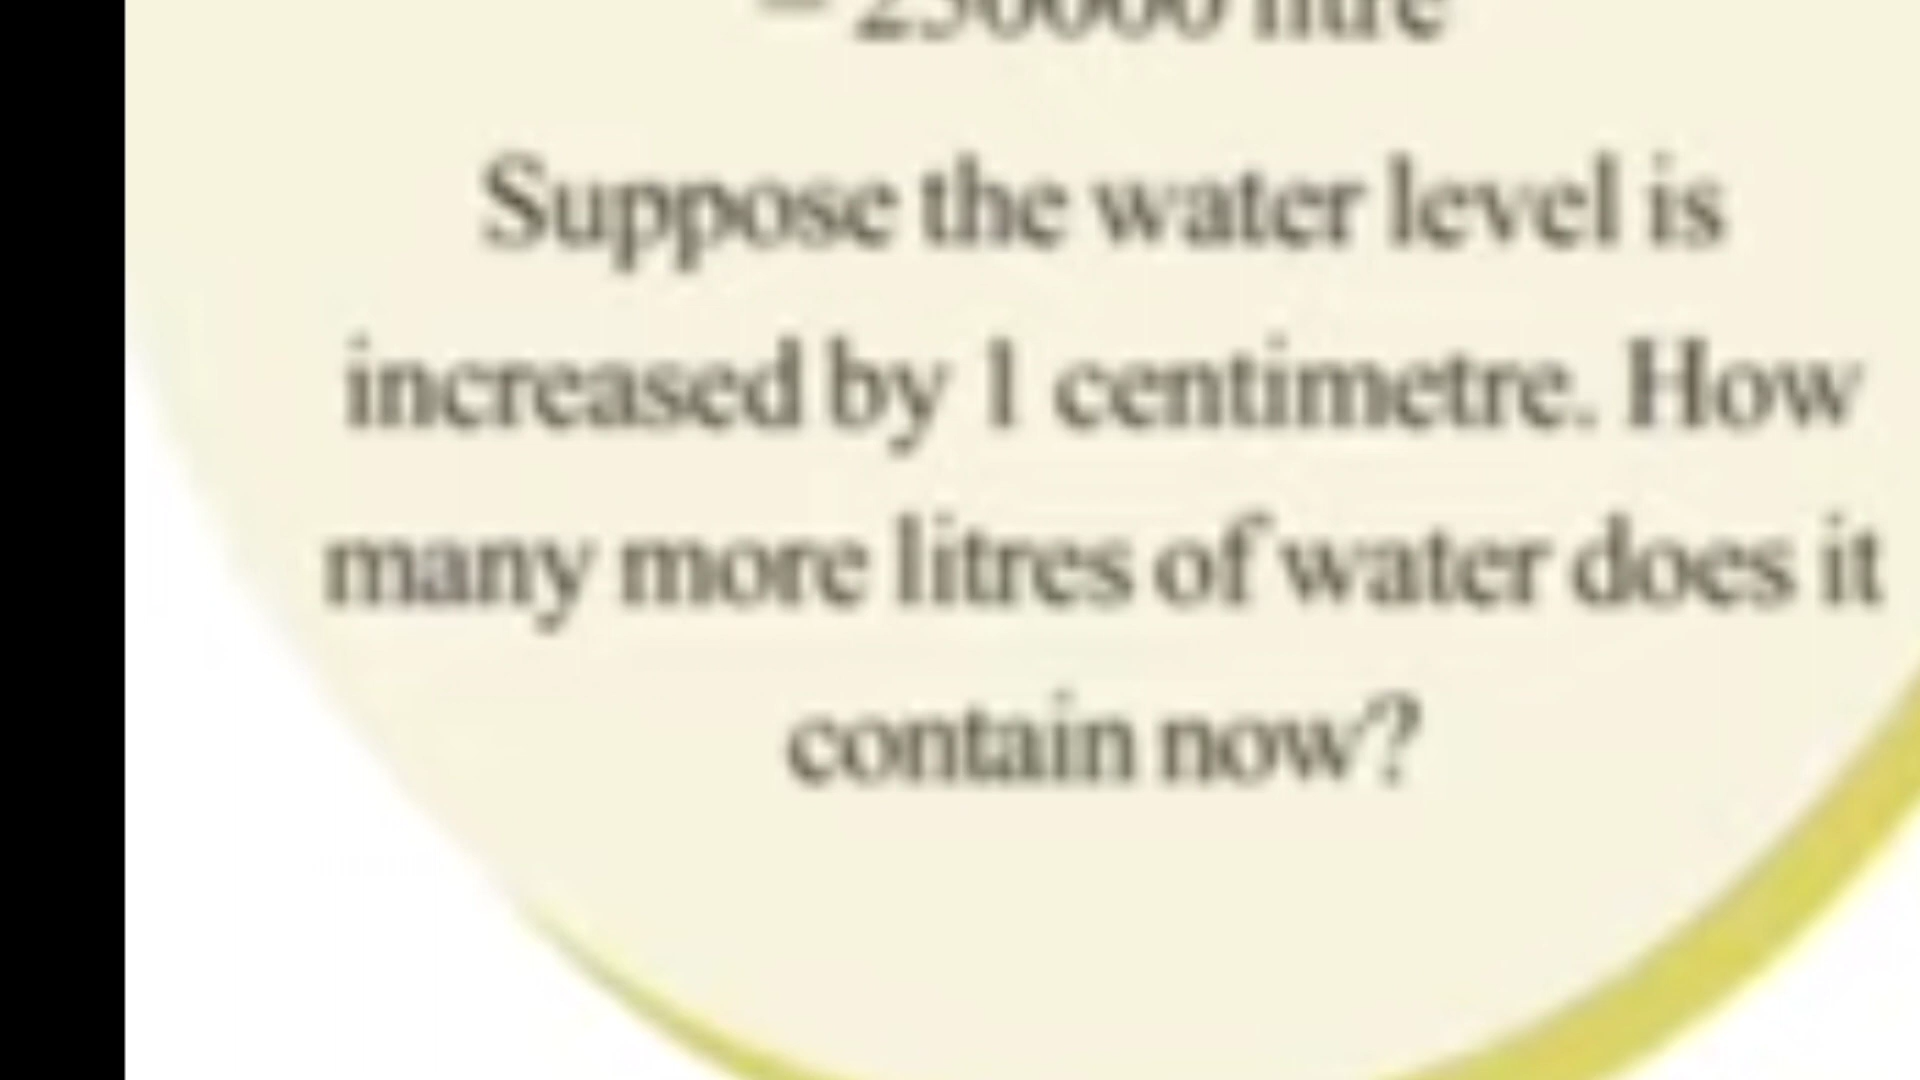 litre
Suppose the water level is
increased by 1 centimetre. How
many more litres of water does it
contain now?